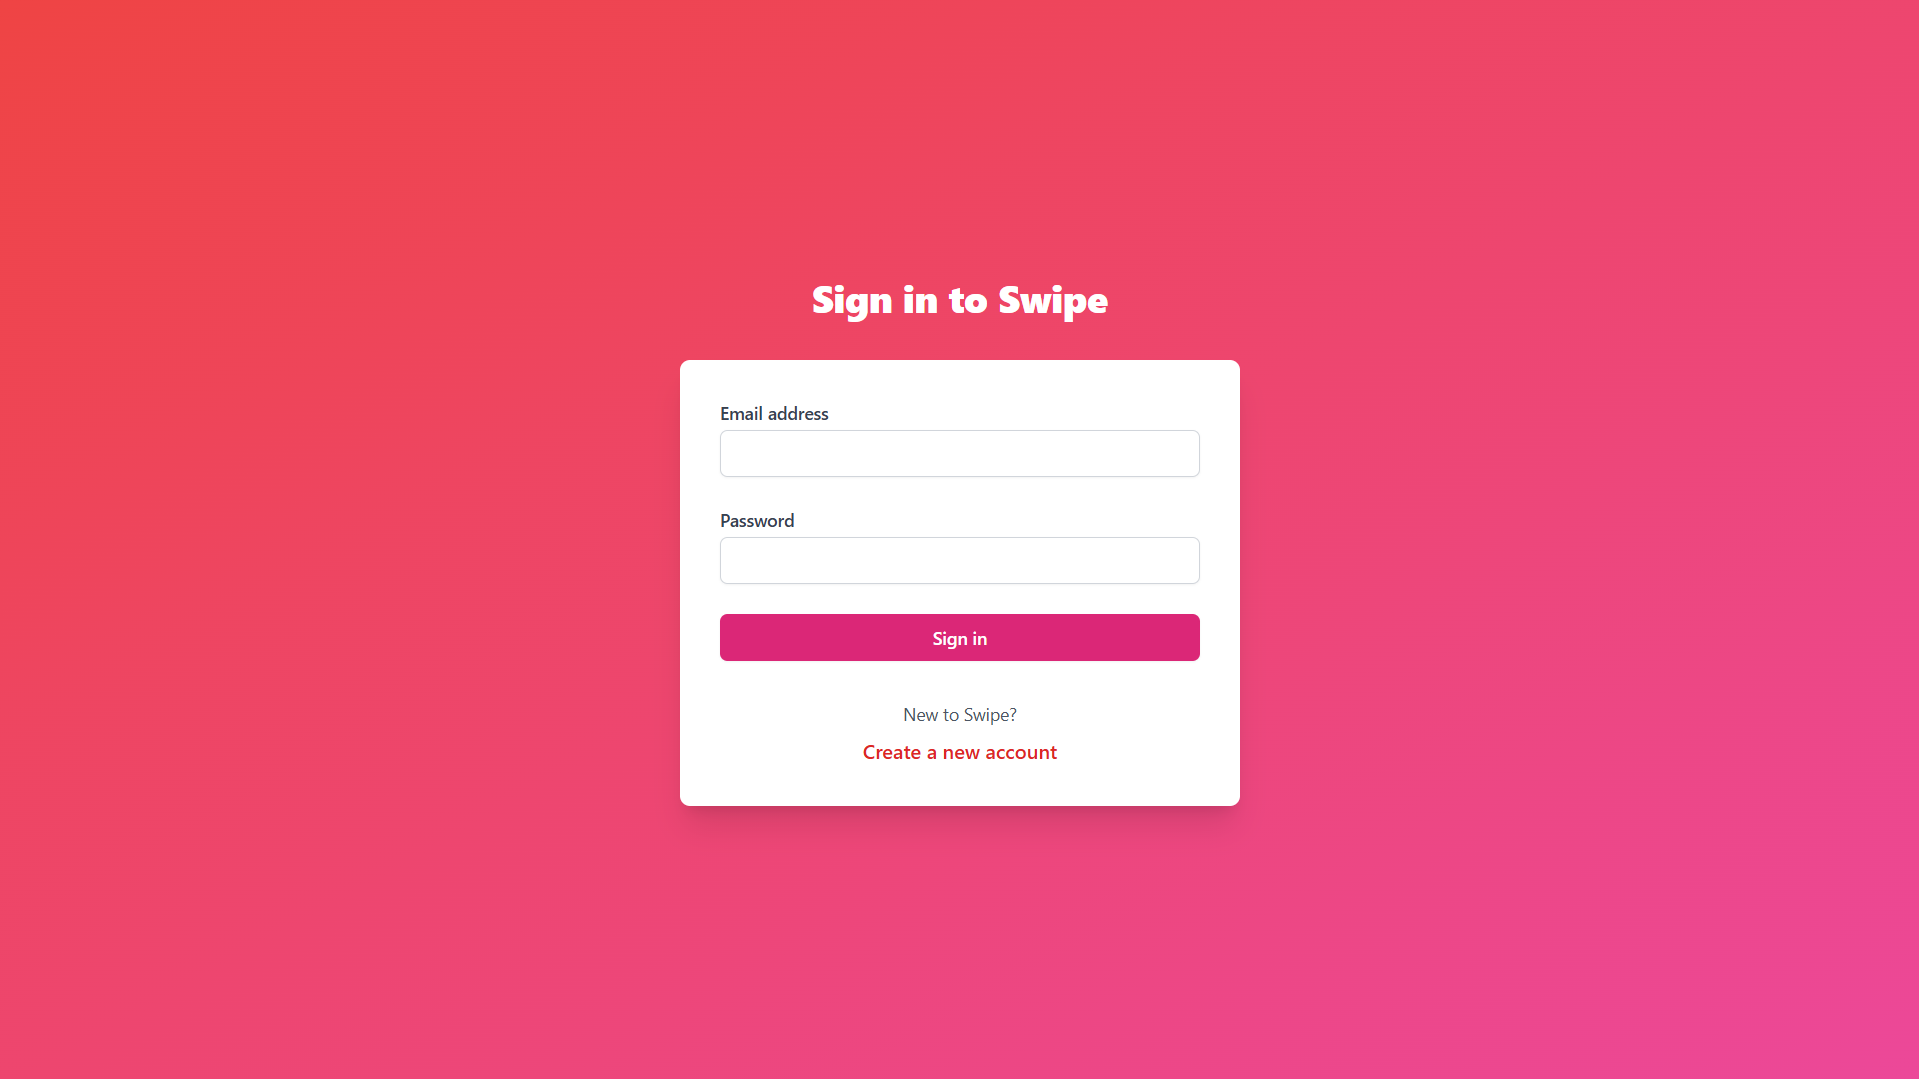 Sign in to Swipe
Email address
Password
Sign in
New to Swipe?
Create a new account